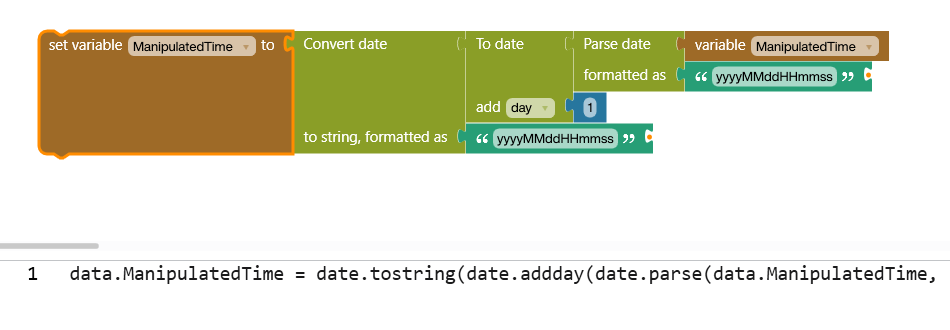 set variable ManipulatedTime to Convert date To date Parse date variable ManipulatedTime
formatted as “ yyyyMMddHHmmss ”
add day 1
to string, formatted as “ yyyyMMddHHmmss ”
1 data.ManipulatedTime = date.tostring(date.addday(date.parse(data.ManipulatedTime,